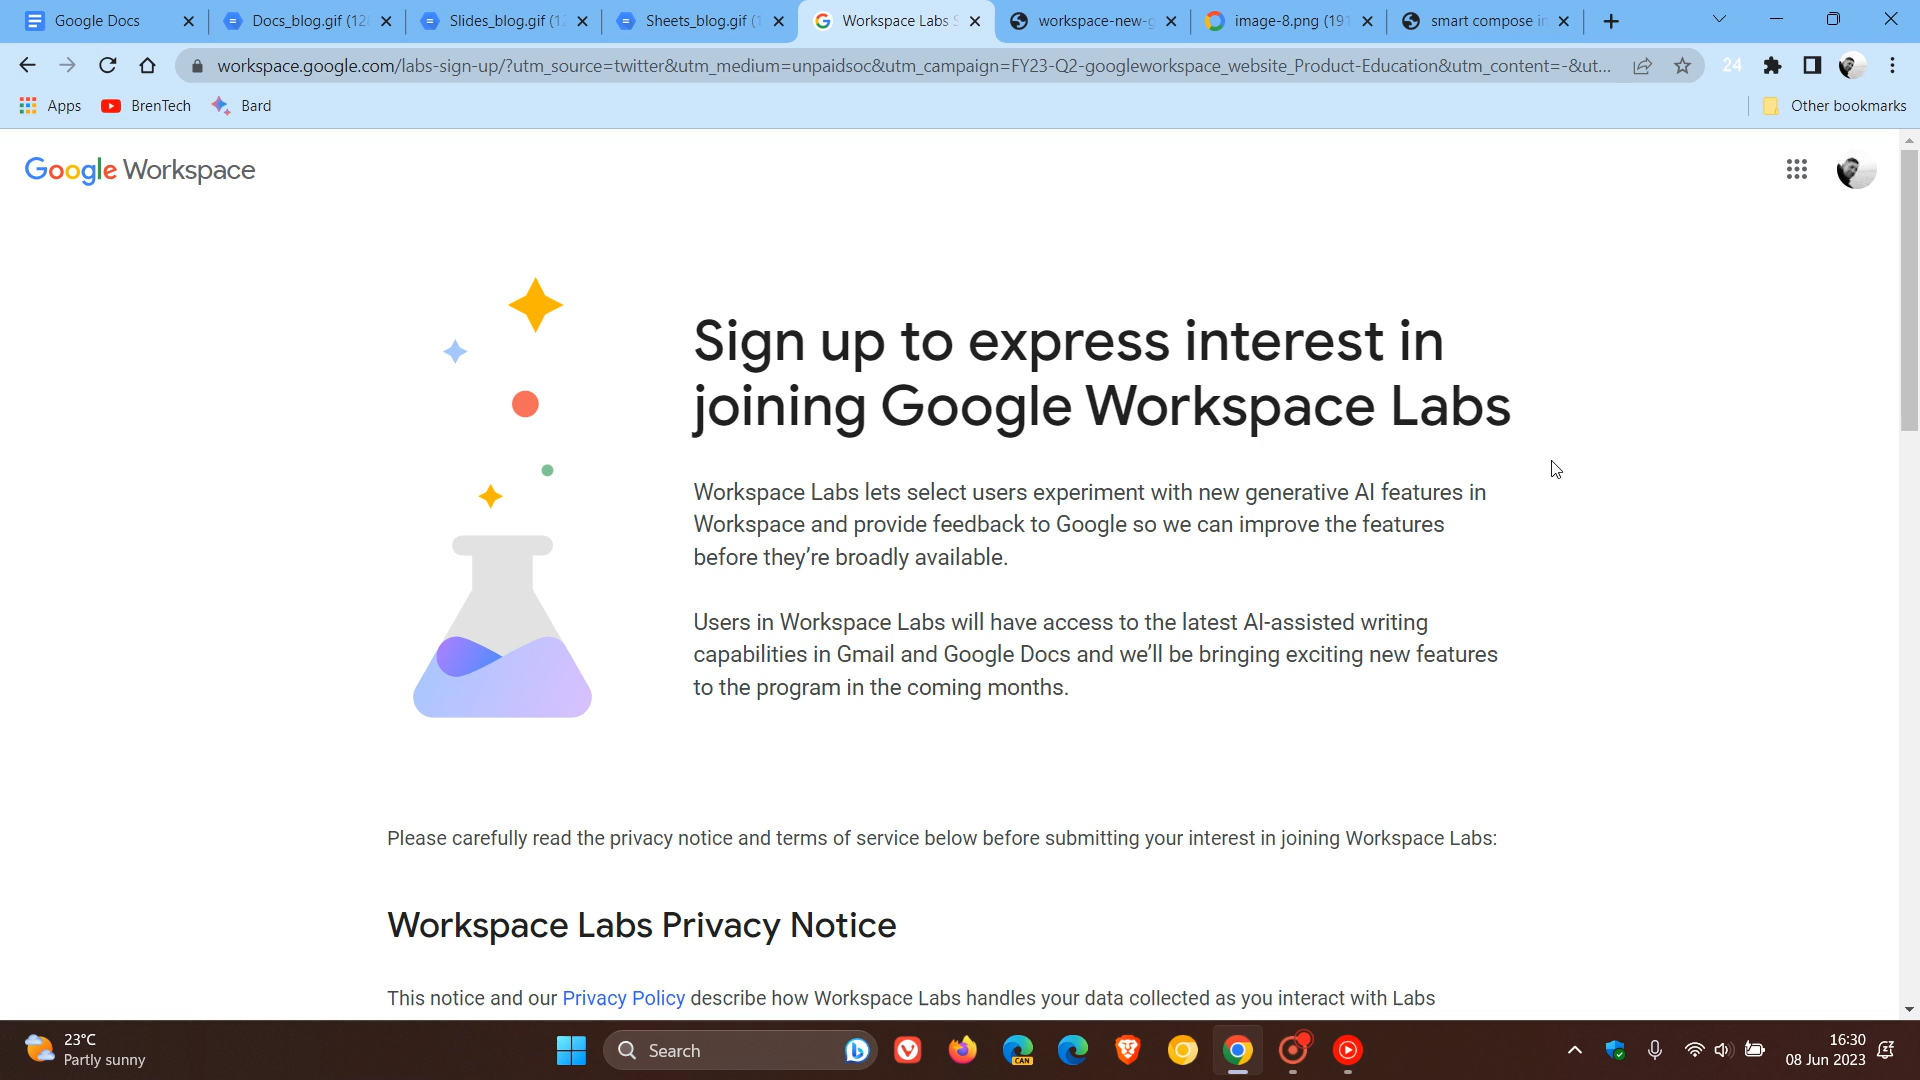 Google Docs
Docs_blog.gif (12
Slides_blog.gif (12
Sheets_blog.gif (1
Workspace Labs S
workspace-new-g
image-8.png (191
smart compose in
workspace.google.com/labs-sign-up/?utm_source=twitter&utm_medium=unpaidsoc&utm_campaign=FY23-Q2-googleworkspace_website_Product-Education&utm_content=-&ut...
24
Apps
BrenTech
Bard
Other bookmarks
Google Workspace
Sign up to express interest in
joining Google Workspace Labs
Workspace Labs lets select users experiment with new generative AI features in
Workspace and provide feedback to Google so we can improve the features
before they're broadly available.
Users in Workspace Labs will have access to the latest AI-assisted writing
capabilities in Gmail and Google Docs and we'll be bringing exciting new features
to the program in the coming months.
Please carefully read the privacy notice and terms of service below before submitting your interest in joining Workspace Labs:
Workspace Labs Privacy Notice
This notice and our Privacy Policy describe how Workspace Labs handles your data collected as you interact with Labs
23°C
Partly sunny
Search
CAN
16:30
08 Jun 2023